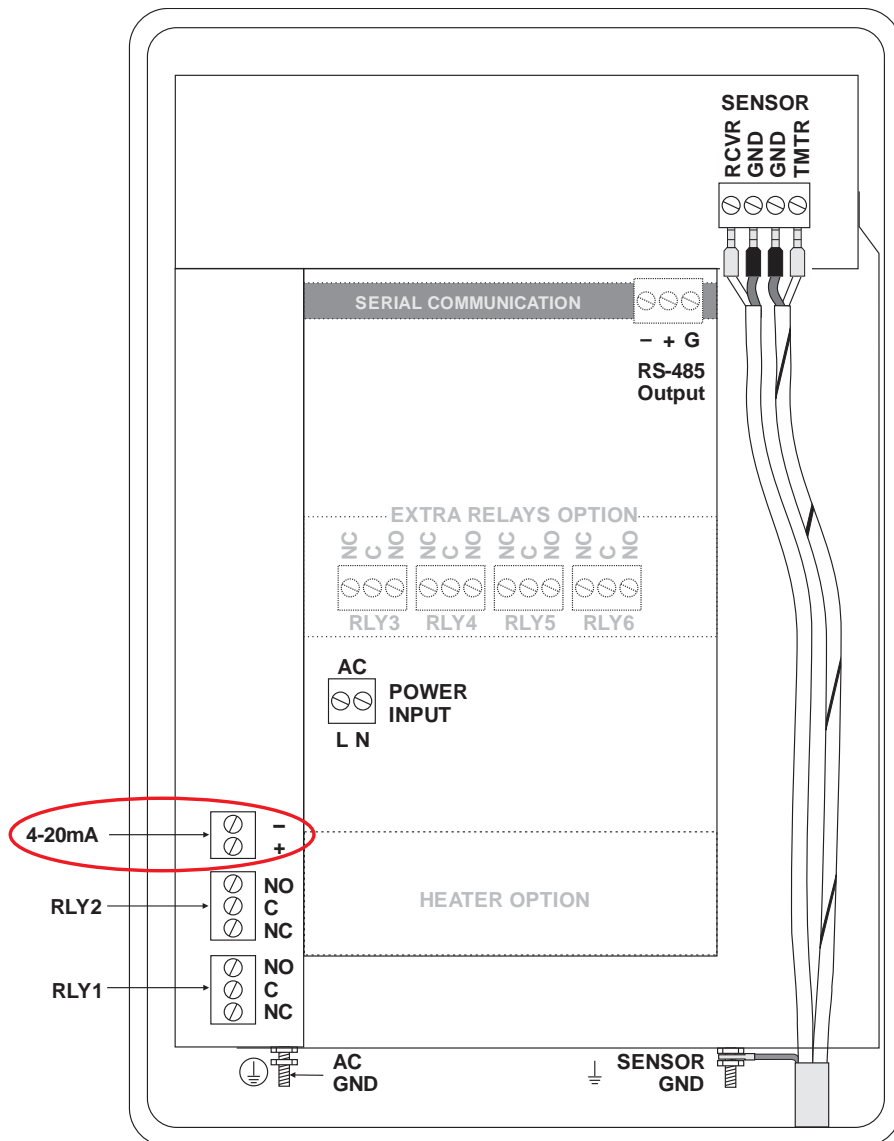 SENSOR
RCVR
GND
GND
TMTR
SERIAL COMMUNICATION
– + G
RS-485
Output
EXTRA RELAYS OPTION
NC C NO NC C NO NC C NO NC C NO
RLY3 RLY4 RLY5 RLY6
AC
POWER
INPUT
L N
4-20mA
–
+
HEATER OPTION
RLY2
NO
C
NC
RLY1
NO
C
NC
AC
GND
SENSOR
GND